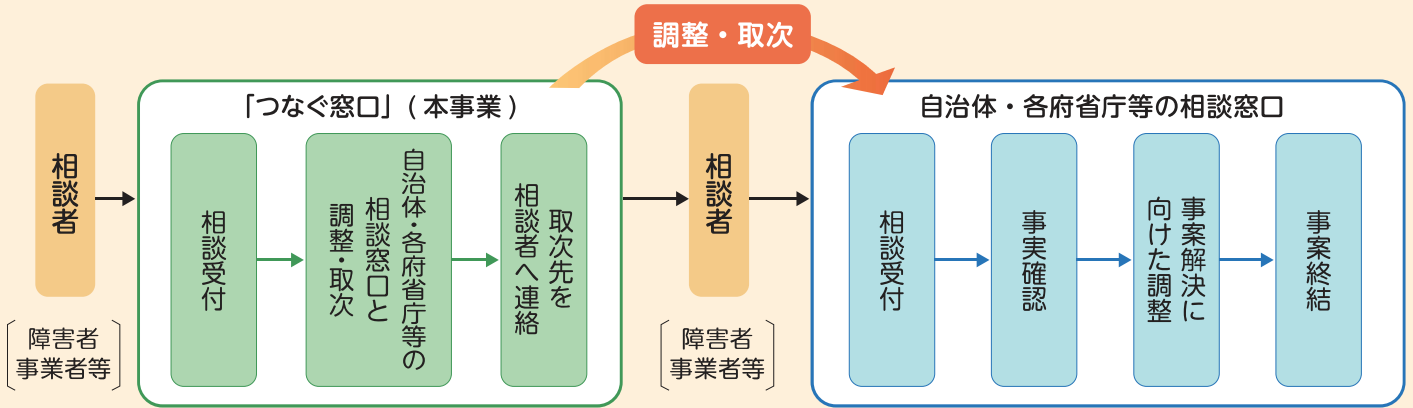 調整・取次
相談者
障害者
事業者等
「つなぐ窓口」(本事業)
相談受付
自治体・各府省庁等の
相談窓口と
調整・取次
取次先を
相談者へ連絡
相談者
障害者
事業者等
自治体・各府省庁等の相談窓口
相談受付
事実確認
事案解決に
向けた調整
事案終結